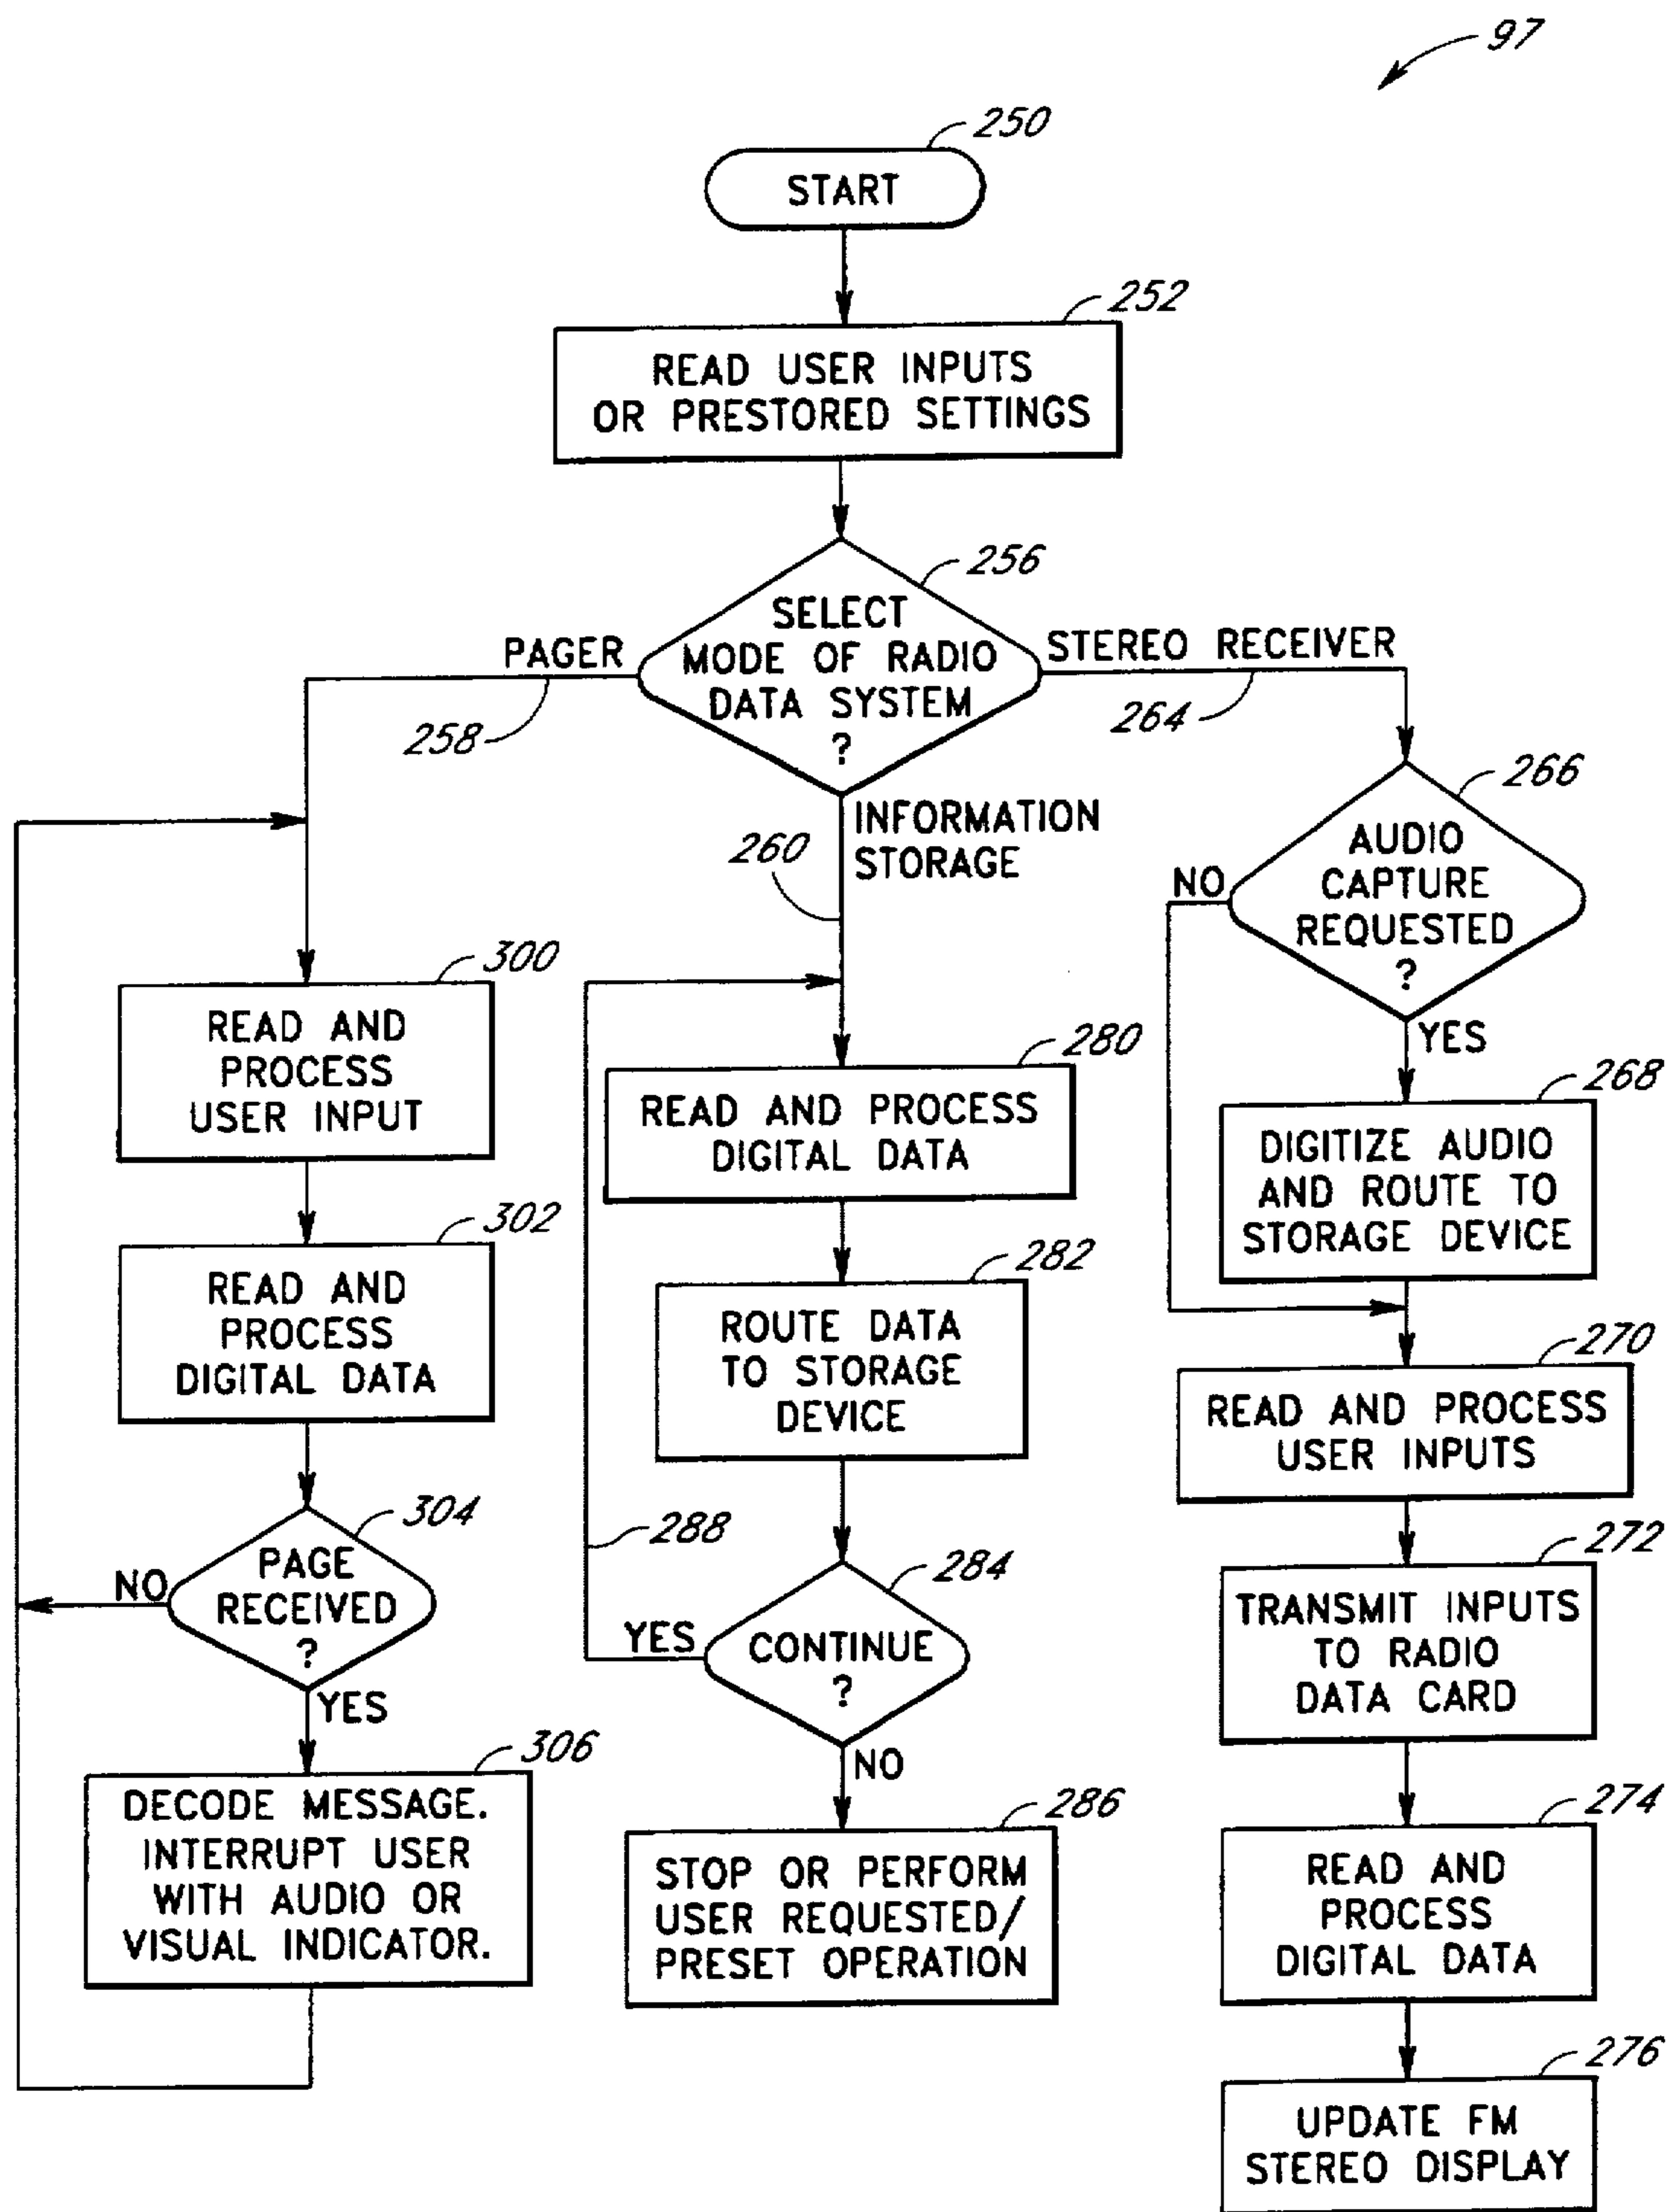 97
250
START
252
READ USER INPUTS
OR PRESTORED SETTINGS
256
SELECT
MODE OF RADIO
DATA SYSTEM
?
PAGER
258
STEREO RECEIVER
264
INFORMATION
STORAGE
260
266
AUDIO
CAPTURE
REQUESTED
?
NO
YES
268
DIGITIZE AUDIO
AND ROUTE TO
STORAGE DEVICE
270
READ AND PROCESS
USER INPUTS
272
TRANSMIT INPUTS
TO RADIO
DATA CARD
274
READ AND
PROCESS
DIGITAL DATA
276
UPDATE FM
STEREO DISPLAY
280
READ AND PROCESS
DIGITAL DATA
282
ROUTE DATA
TO STORAGE
DEVICE
288
284
CONTINUE
?
YES
NO
286
STOP OR PERFORM
USER REQUESTED/
PRESET OPERATION
300
READ AND
PROCESS
USER INPUT
302
READ AND
PROCESS
DIGITAL DATA
304
PAGE
RECEIVED
?
NO
YES
306
DECODE MESSAGE.
INTERRUPT USER
WITH AUDIO OR
VISUAL INDICATOR.